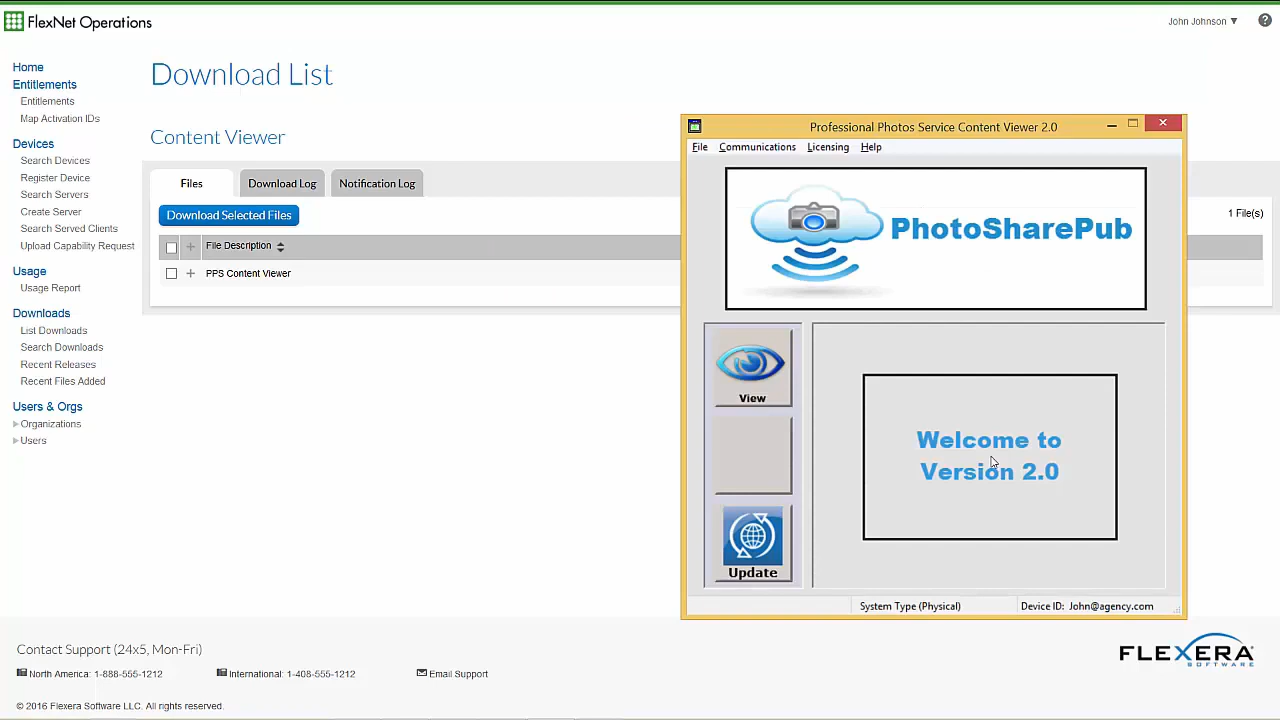 FlexNet Operations
John Johnson ▼
Home
Entitlements
Entitlements
Map Activation IDs
Devices
Search Devices
Register Device
Search Servers
Create Server
Search Served Clients
Upload Capability Request
Usage
Usage Report
Downloads
List Downloads
Search Downloads
Recent Releases
Recent Files Added
Users & Orgs
Organizations
Users
Download List
Content Viewer
Files
Download Log
Notification Log
Download Selected Files
1 File(s)
File Description
PPS Content Viewer
Professional Photos Service Content Viewer 2.0
File Communications Licensing Help
PhotoSharePub
View
Update
Welcome to
Version 2.0
System Type (Physical)
Device ID: John@agency.com
Contact Support (24x5, Mon-Fri)
North America: 1-888-555-1212
International: 1-408-555-1212
Email Support
FLEXERA
SOFTWARE
© 2016 Flexera Software LLC. All rights reserved.